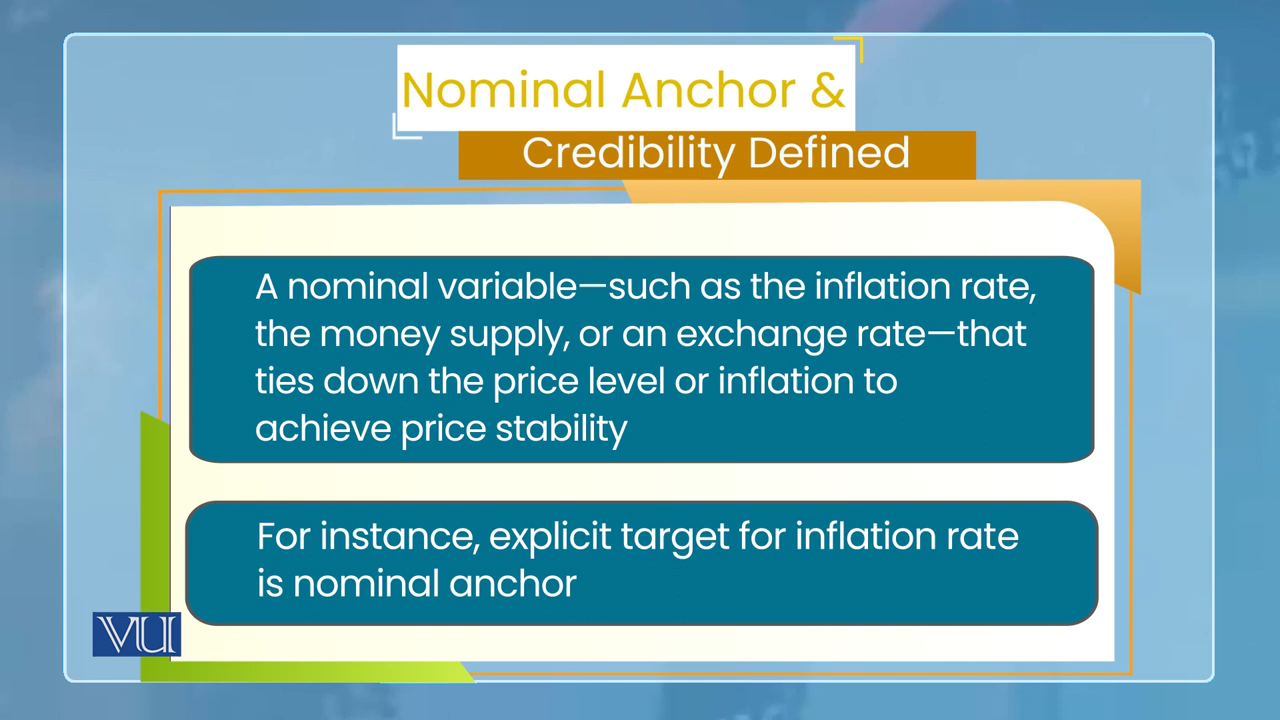 Nominal Anchor &
Credibility Defined
A nominal variable—such as the inflation rate,
the money supply, or an exchange rate—that
ties down the price level or inflation to
achieve price stability
For instance, explicit target for inflation rate
is nominal anchor
VU